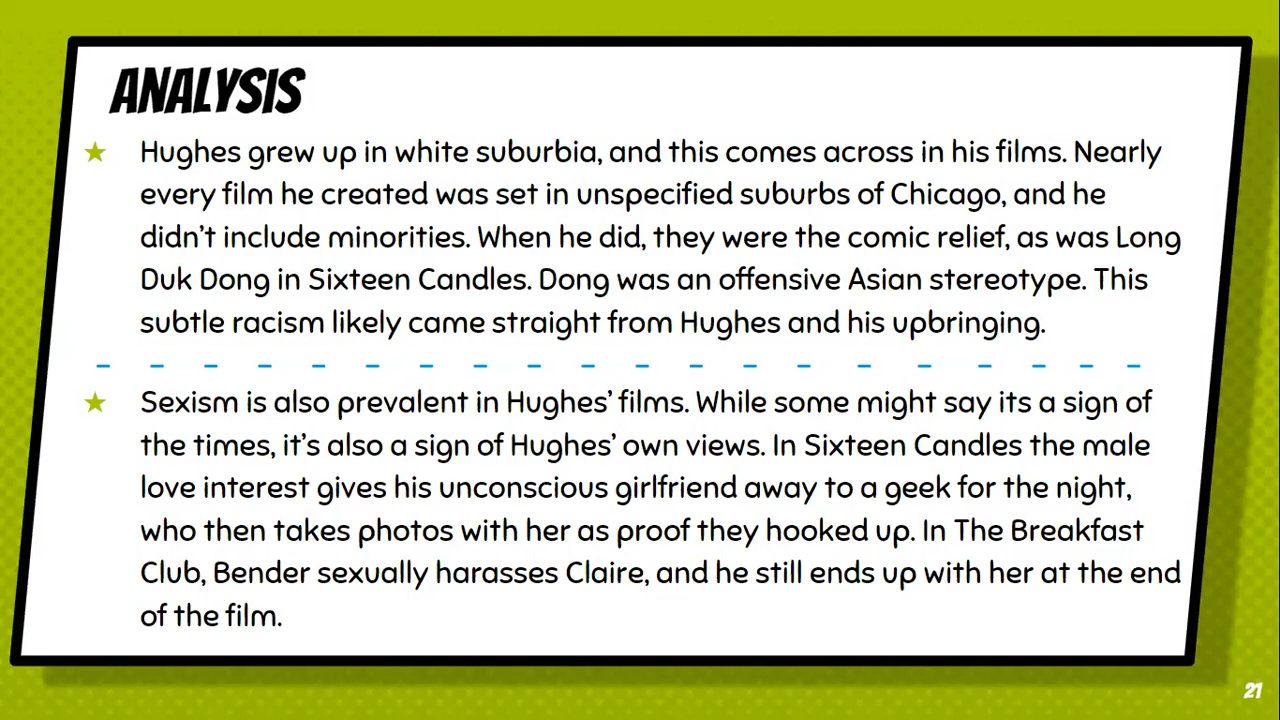 ANALYSIS
★ Hughes grew up in white suburbia, and this comes across in his films. Nearly
every film he created was set in unspecified suburbs of Chicago, and he
didn't include minorities. When he did, they were the comic relief, as was Long
Duk Dong in Sixteen Candles. Dong was an offensive Asian stereotype. This
subtle racism likely came straight from Hughes and his upbringing.
★ Sexism is also prevalent in Hughes' films. While some might say its a sign of
the times, it's also a sign of Hughes' own views. In Sixteen Candles the male
love interest gives his unconscious girlfriend away to a geek for the night,
who then takes photos with her as proof they hooked up. In The Breakfast
Club, Bender sexually harasses Claire, and he still ends up with her at the end
of the film.
21